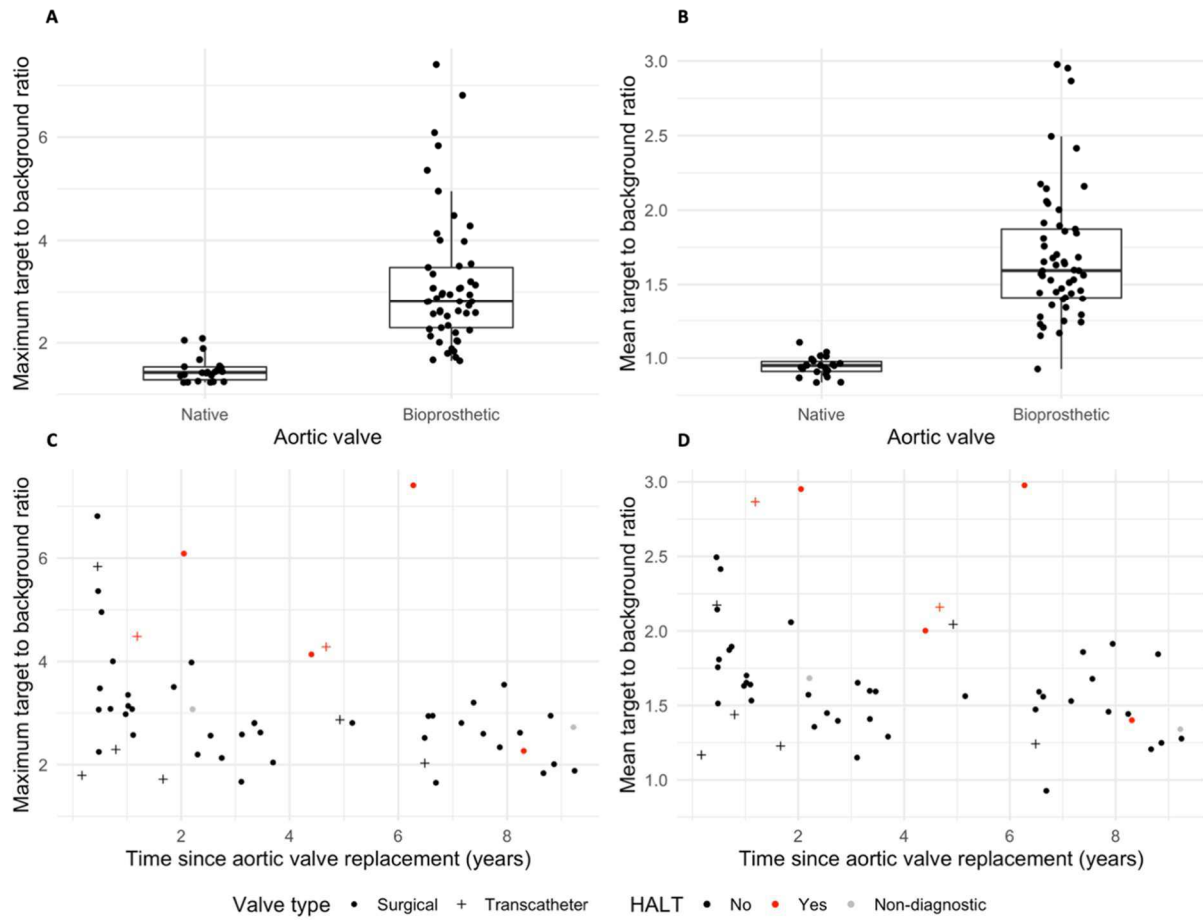 A
B
Maximum target to background ratio
6
4
2
Native
Bioprosthetic
Aortic valve
Mean target to background ratio
3.0
2.5
2.0
1.5
1.0
Native
Bioprosthetic
Aortic valve
C
D
Maximum target to background ratio
6
4
2
2
4
6
8
Time since aortic valve replacement (years)
Mean target to background ratio
3.0
2.5
2.0
1.5
1.0
2
4
6
8
Time since aortic valve replacement (years)
Valve type Surgical Transcatheter HALT No Yes Non-diagnostic